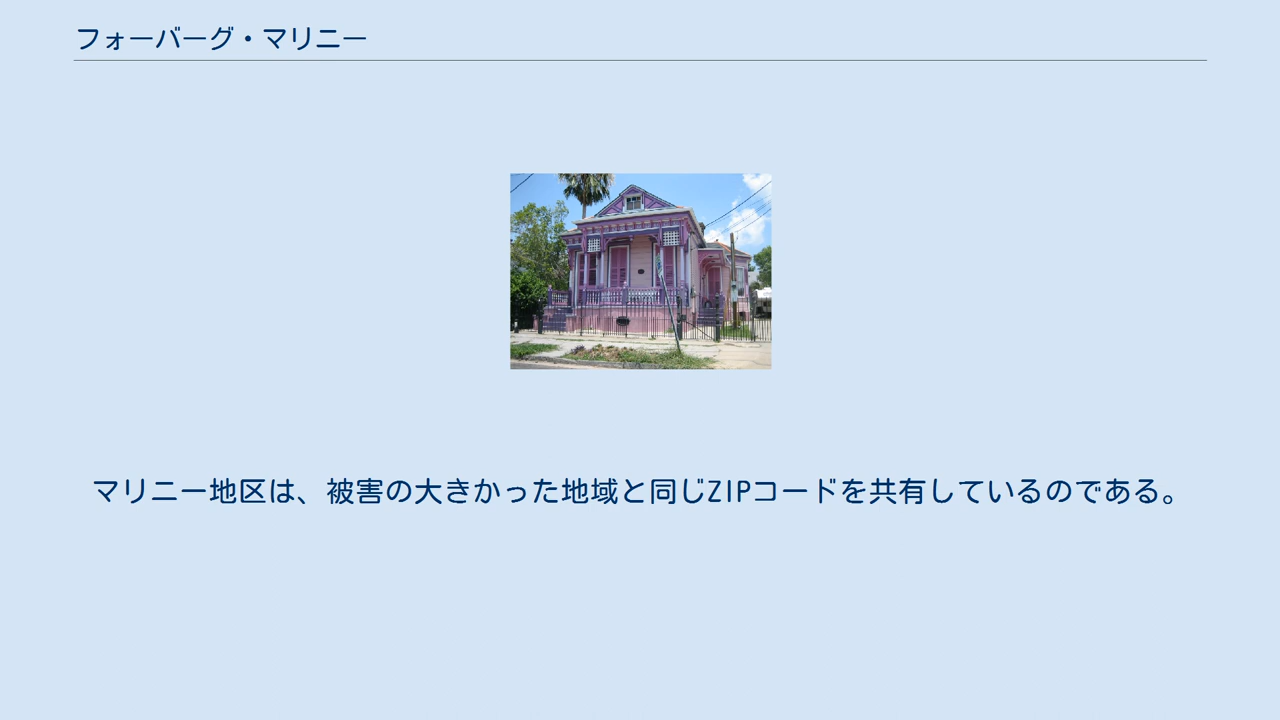 フォーバーグ・マリニー
マリニー地区は、被害の大きかった地域と同じZIPコードを共有しているのである。